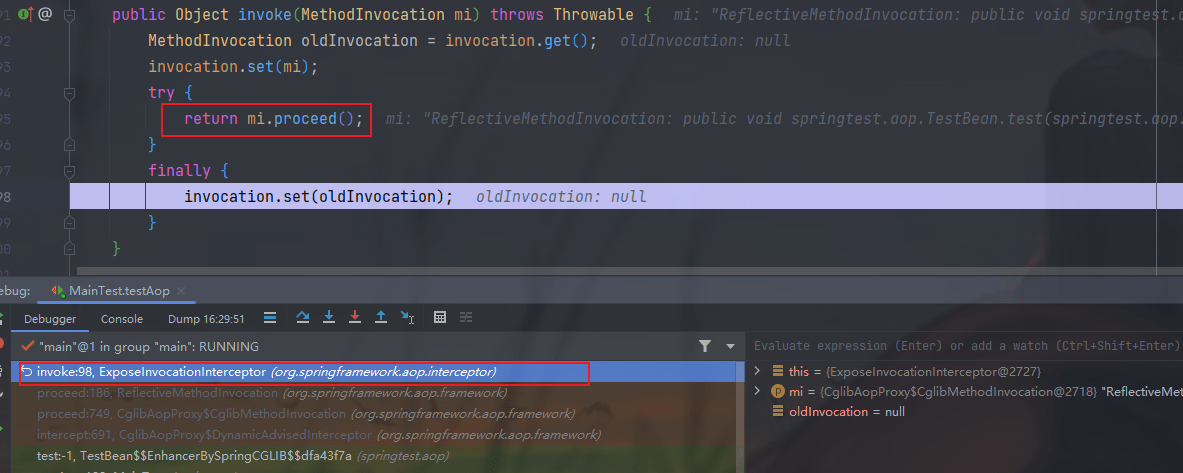 91 @ public Object invoke(MethodInvocation mi) throws Throwable { mi: "ReflectiveMethodInvocation: public void springtest.a
92 MethodInvocation oldInvocation = invocation.get(); oldInvocation: null
93 invocation.set(mi);
94 try {
95 return mi.proceed(); mi: "ReflectiveMethodInvocation: public void springtest.aop.TestBean.test(springtest.aop.
96 }
97 finally {
98 invocation.set(oldInvocation); oldInvocation: null
99 }
00 }
ebug: MainTest.testAop ×
Debugger Console Dump 16:29:51
"main"@1 in group "main": RUNNING
Evaluate expression (Enter) or add a watch (Ctrl+Shift+Enter)
invoke:98, ExposeInvocationInterceptor (org.springframework.aop.interceptor)
this = {ExposeInvocationInterceptor@2727}
proceed:186, ReflectiveMethodInvocation (org.springframework.aop.framework)
mi = {CglibAopProxy$CglibMethodInvocation@2718} "ReflectiveMe
proceed:749, CglibAopProxy$CglibMethodInvocation (org.springframework.aop.framework)
oldInvocation = null
intercept:691, CglibAopProxy$DynamicAdvisedInterceptor (org.springframework.aop.framework)
test:-1, TestBean$$EnhancerBySpringCGLIB$$dfa43f7a (springtest.aop)